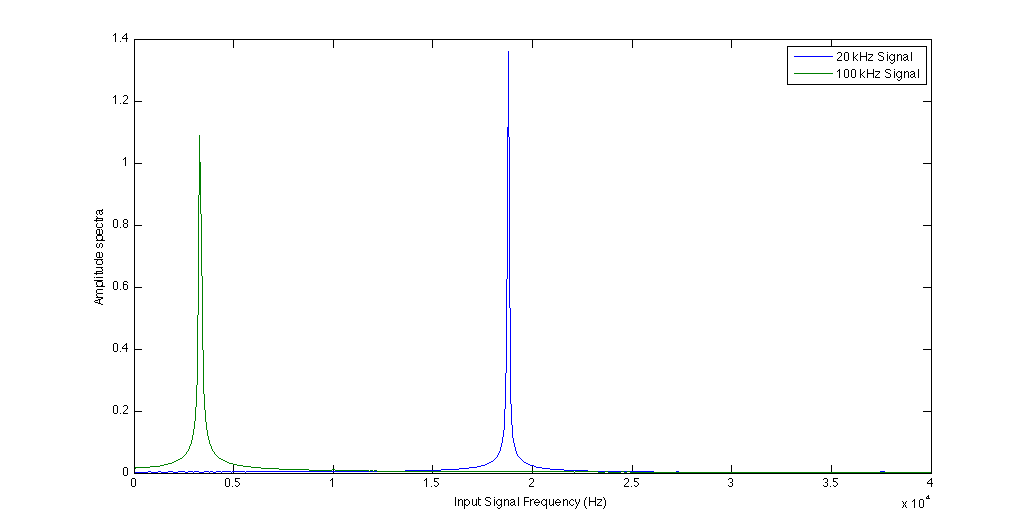 1.4
1.2
1
0.8
0.6
0.4
0.2
0
Amplitude spectra
20 kHz Signal
100 kHz Signal
0 0.5 1 1.5 2 2.5 3 3.5 4
Input Signal Frequency (Hz)
x 10⁴